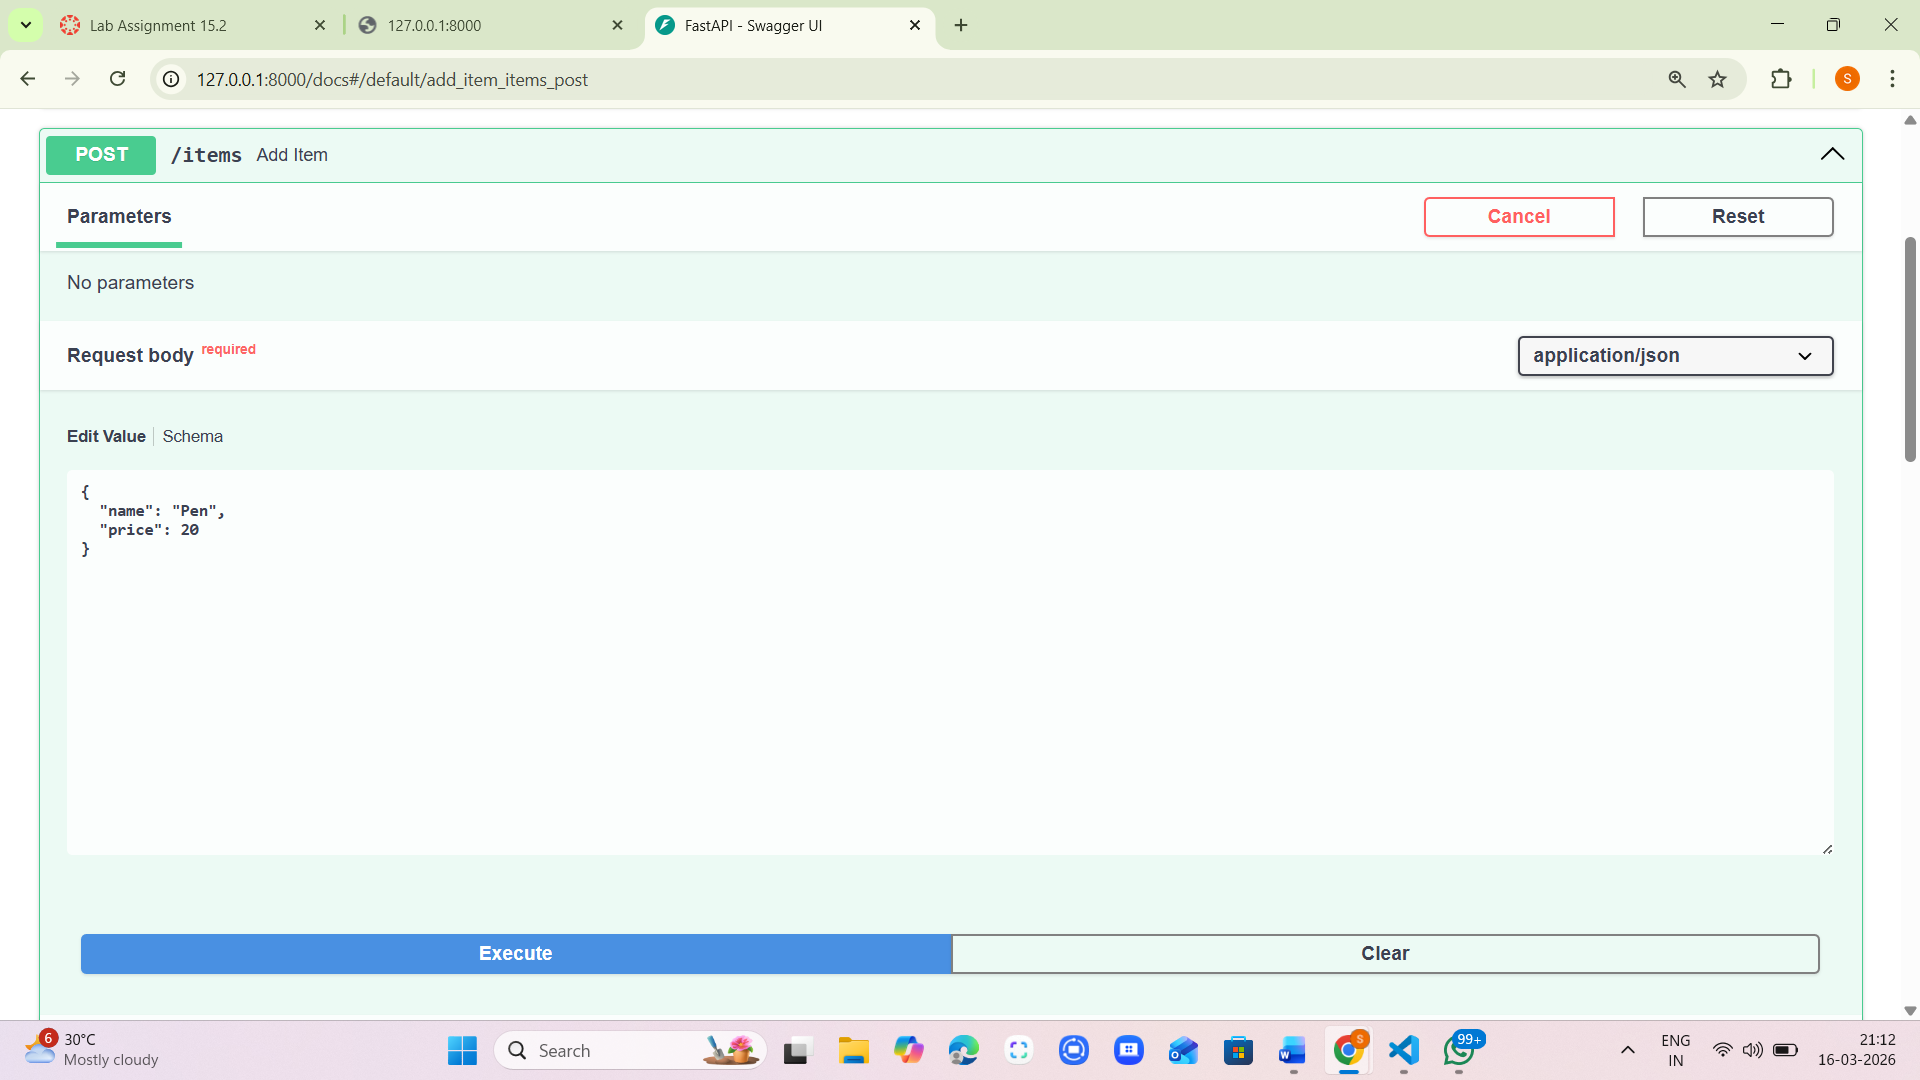 Lab Assignment 15.2
127.0.0.1:8000
FastAPI - Swagger UI
127.0.0.1:8000/docs#/default/add_item_items_post
S
POST /items Add Item
Parameters
Cancel
Reset
No parameters
Request body required
application/json
Edit Value
Schema
{
"name": "Pen",
"price": 20
}
Execute
Clear
6
30°C
Mostly cloudy
Search
S
99+
ENG
IN
21:12
16-03-2026